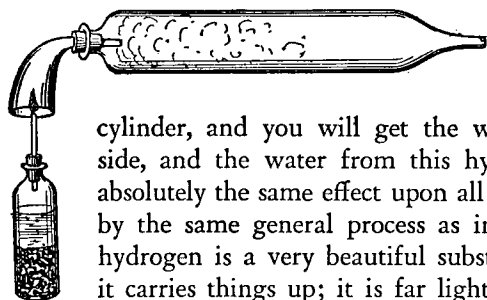 cylinder, and you will get the w
side, and the water from this hy
absolutely the same effect upon all
by the same general process as in
hydrogen is a very beautiful subst
it carries things up; it is far light